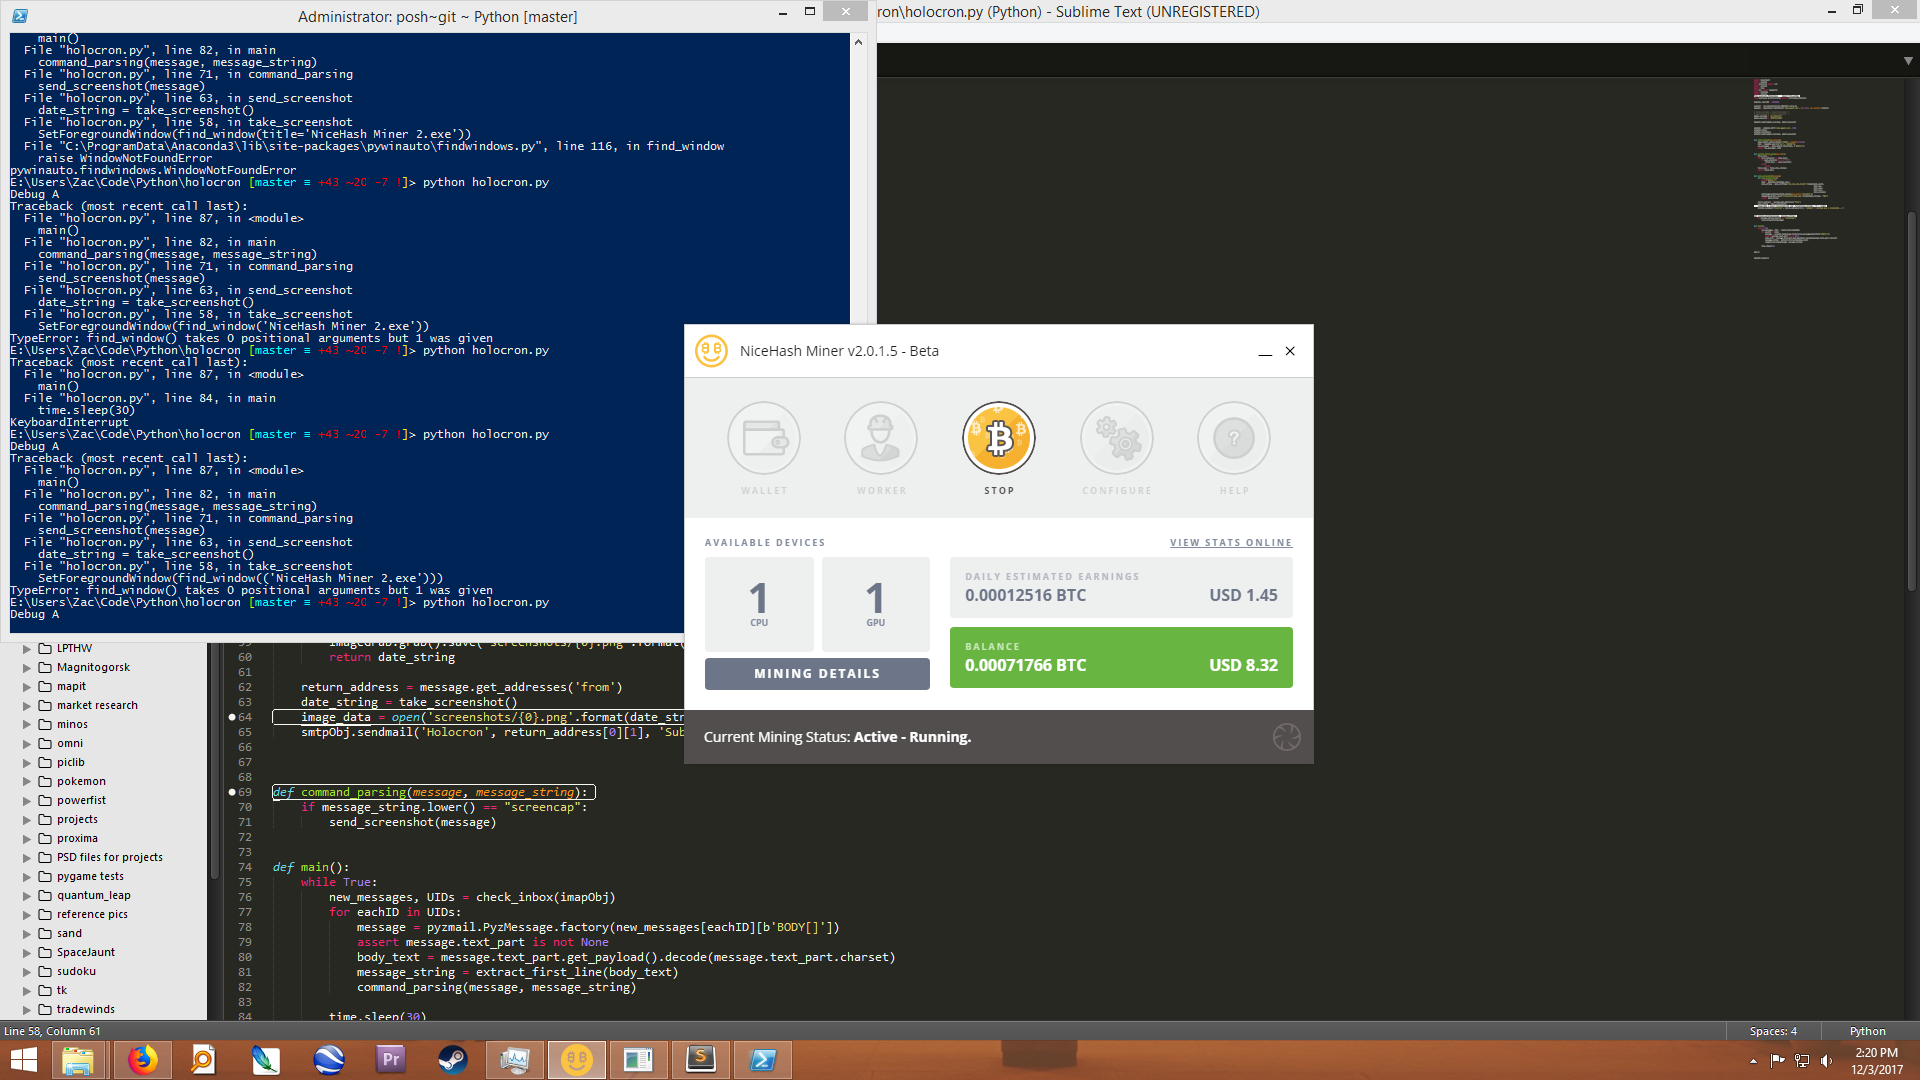 Administrator: posh~git ~ Python [master]
main()
File "holocron.py", line 82, in main
command_parsing(message, message_string)
File "holocron.py", line 71, in command_parsing
send_screenshot(message)
File "holocron.py", line 63, in send_screenshot
date_string = take_screenshot()
File "holocron.py", line 58, in take_screenshot
SetForegroundWindow(find_window(title='NiceHash Miner 2.exe'))
File "C:\ProgramData\Anaconda3\lib\site-packages\pywinauto\findwindows.py", line 116, in find_window
raise WindowNotFoundError
pywinauto.findwindows.WindowNotFoundError
E:\Users\Zac\Code\Python\holocron [master ≡ +43 ~20 -7 !]> python holocron.py
Debug A
Traceback (most recent call last):
File "holocron.py", line 87, in <module>
main()
File "holocron.py", line 82, in main
command_parsing(message, message_string)
File "holocron.py", line 71, in command_parsing
send_screenshot(message)
File "holocron.py", line 63, in send_screenshot
date_string = take_screenshot()
File "holocron.py", line 58, in take_screenshot
SetForegroundWindow(find_window('NiceHash Miner 2.exe'))
TypeError: find_window() takes 0 positional arguments but 1 was given
E:\Users\Zac\Code\Python\holocron [master ≡ +43 ~20 -7 !]> python holocron.py
Traceback (most recent call last):
File "holocron.py", line 87, in <module>
main()
File "holocron.py", line 84, in main
time.sleep(30)
KeyboardInterrupt
E:\Users\Zac\Code\Python\holocron [master ≡ +43 ~20 -7 !]> python holocron.py
Debug A
Traceback (most recent call last):
File "holocron.py", line 87, in <module>
main()
File "holocron.py", line 82, in main
command_parsing(message, message_string)
File "holocron.py", line 71, in command_parsing
send_screenshot(message)
File "holocron.py", line 63, in send_screenshot
date_string = take_screenshot()
File "holocron.py", line 58, in take_screenshot
SetForegroundWindow(find_window(('NiceHash Miner 2.exe')))
TypeError: find_window() takes 0 positional arguments but 1 was given
E:\Users\Zac\Code\Python\holocron [master ≡ +43 ~20 -7 !]> python holocron.py
Debug A
ron\holocron.py (Python) - Sublime Text (UNREGISTERED)
NiceHash Miner v2.0.1.5 - Beta
WALLET
WORKER
STOP
CONFIGURE
HELP
AVAILABLE DEVICES
VIEW STATS ONLINE
1
CPU
1
GPU
MINING DETAILS
DAILY ESTIMATED EARNINGS
0.00012516 BTC USD 1.45
BALANCE
0.00071766 BTC USD 8.32
Current Mining Status: Active - Running.
LPTHW
Magnitogorsk
mapit
market research
minos
omni
piclib
pokemon
powerfist
projects
proxima
PSD files for projects
pygame tests
quantum_leap
reference pics
sand
SpaceJaunt
sudoku
tk
tradewinds
60 return date_string
61
62 return_address = message.get_addresses('from')
63 date_string = take_screenshot()
64 image_data = open('screenshots/{0}.png'.format(date_str
65 smtpObj.sendmail('Holocron', return_address[0][1], 'Sub
66
67
68
69 def command_parsing(message, message_string):
70 if message_string.lower() == "screencap":
71 send_screenshot(message)
72
73
74 def main():
75 while True:
76 new_messages, UIDs = check_inbox(imapObj)
77 for eachID in UIDs:
78 message = pyzmail.PyzMessage.factory(new_messages[eachID][b'BODY[]'])
79 assert message.text_part is not None
80 body_text = message.text_part.get_payload().decode(message.text_part.charset)
81 message_string = extract_first_line(body_text)
82 command_parsing(message, message_string)
83
84 time.sleep(30)
Line 58, Column 61
Spaces: 4
Python
Pr
2:20 PM
12/3/2017